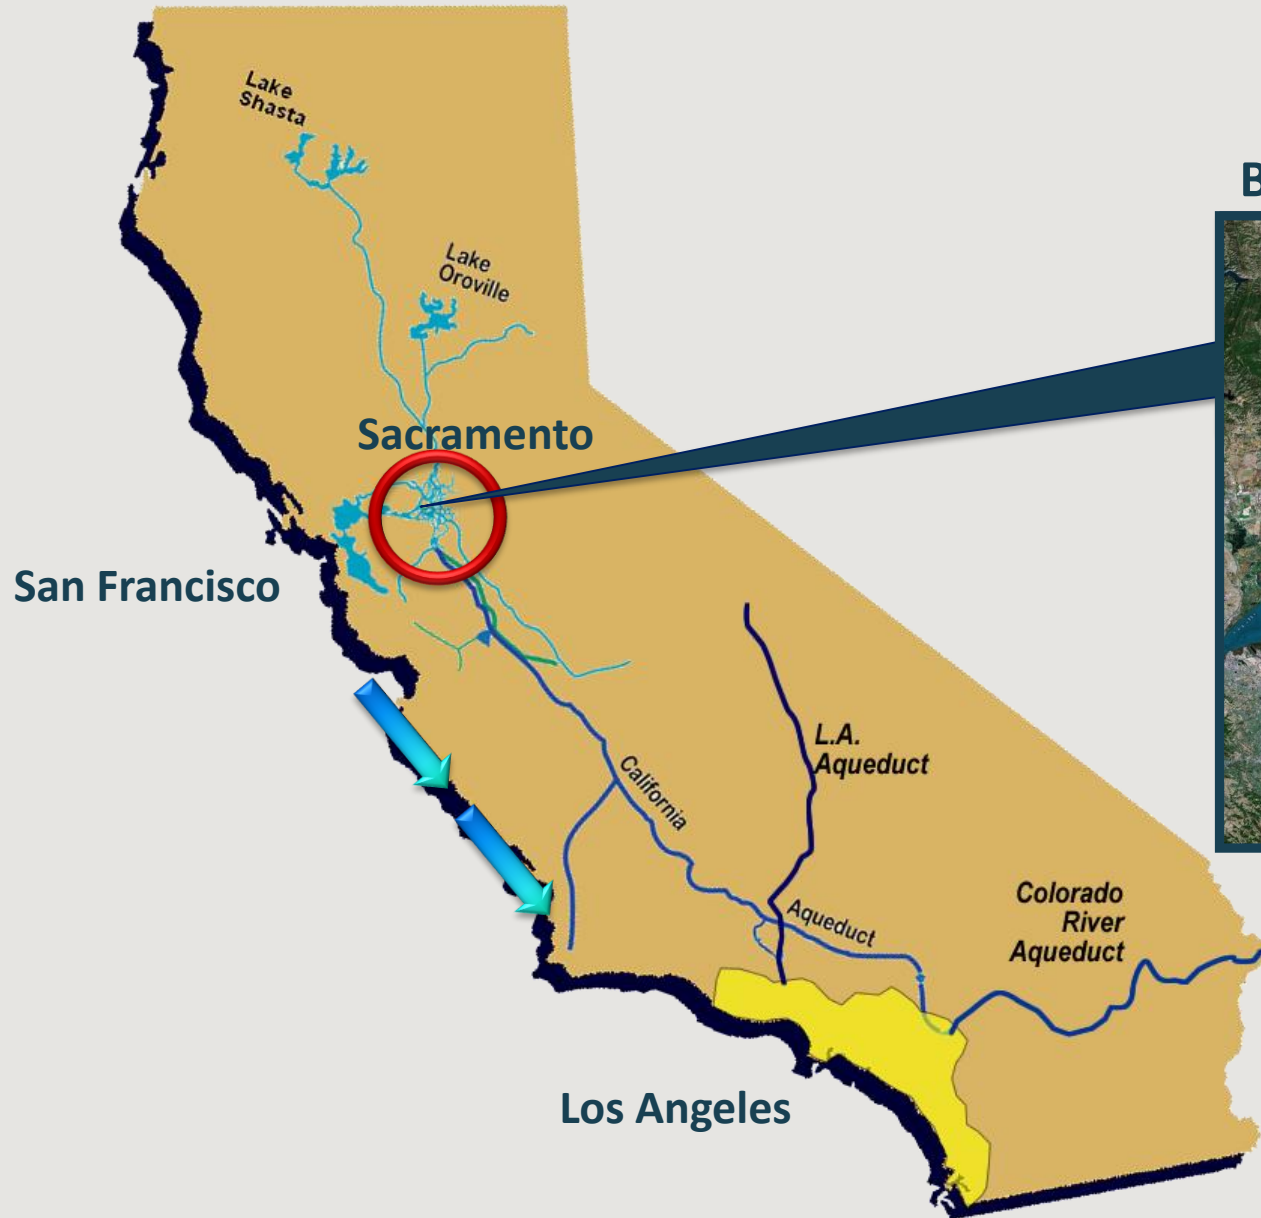 Lake
Shasta
B
Lake
Oroville
Sacramento
San Francisco
L.A.
Aqueduct
California
Aqueduct
Colorado
River
Aqueduct
Los Angeles